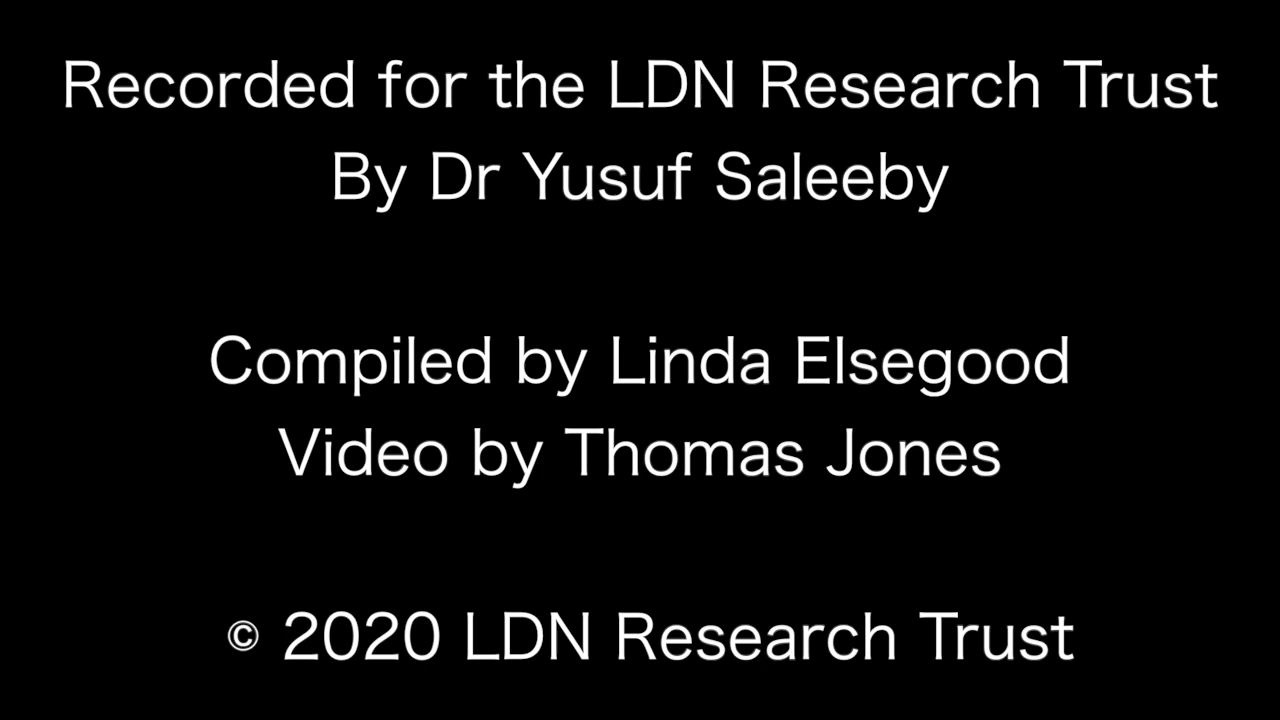 Recorded for the LDN Research Trust
By Dr Yusuf Saleeby
Compiled by Linda Elsegood
Video by Thomas Jones
© 2020 LDN Research Trust